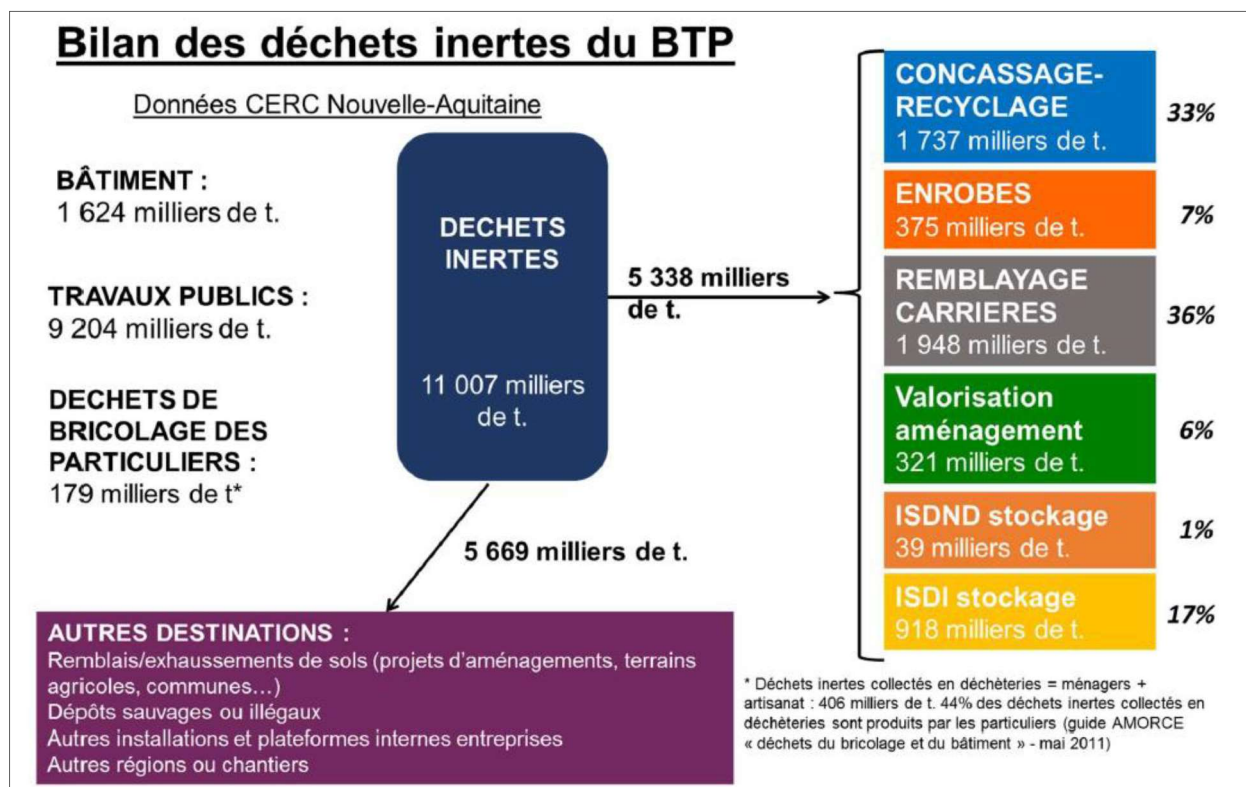 Bilan des déchets inertes du BTP
Données CERC Nouvelle-Aquitaine
BÂTIMENT :
1 624 milliers de t.
TRAVAUX PUBLICS :
9 204 milliers de t.
DECHETS DE
BRICOLAGE DES
PARTICULIERS :
179 milliers de t*
DECHETS
INERTES
11 007 milliers
de t.
5 338 milliers
de t.
CONCASSAGE-
RECYCLAGE
1 737 milliers de t.
33%
ENROBES
375 milliers de t.
7%
REMBLAYAGE
CARRIERES
1 948 milliers de t.
36%
Valorisation
aménagement
321 milliers de t.
6%
ISDND stockage
39 milliers de t.
1%
ISDI stockage
918 milliers de t.
17%
5 669 milliers de t.
AUTRES DESTINATIONS :
Remblais/exhaussements de sols (projets d'aménagements, terrains
agricoles, communes…)
Dépôts sauvages ou illégaux
Autres installations et plateforme internes entreprises
Autres régions ou chantiers
* Déchets inertes collectés en déchèteries = ménagers +
artisanat : 406 milliers de t. 44% des déchets inertes collectés en
déchèteries sont produits par les particuliers (guide AMORCE
« déchets du bricolage et du bâtiment » - mai 2011)